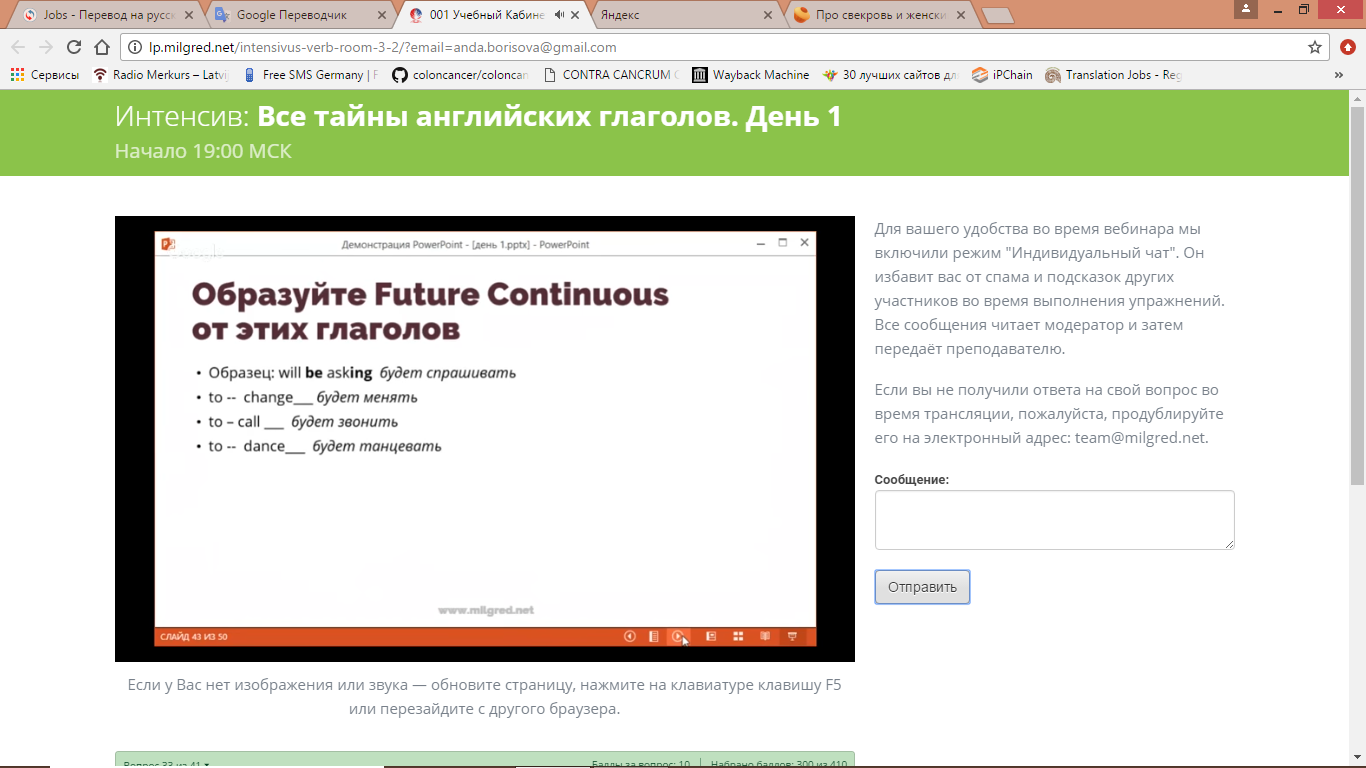 Jobs - Перевод на русск
Google Переводчик
001 Учебный Кабине
Яндекс
Про свекровь и женски
lp.milgred.net/intensivus-verb-room-3-2/?email=anda.borisova@gmail.com
Сервисы
Radio Merkurs – Latvij
Free SMS Germany | F
coloncancer/coloncan
CONTRA CANCRUM C
Wayback Machine
30 лучших сайтов для
iPChain
Translation Jobs - Reg
»
Интенсив: Все тайны английских глаголов. День 1
Начало 19:00 МСК
Демонстрация PowerPoint - [день 1.pptx] - PowerPoint
Образуйте Future Continuous
от этих глаголов
• Образец: will be asking будет спрашивать
• to -- change___ будет менять
• to – call ___ будет звонить
• to -- dance___ будет танцевать
www.milgred.net
СЛАЙД 43 ИЗ 50
Если у Вас нет изображения или звука — обновите страницу, нажмите на клавиатуре клавишу F5
или перезайдите с другого браузера.
Вопрос 33 из 41
Баллы за вопрос: 10 | Набрано баллов: 300 из 410
Для вашего удобства во время вебинара мы
включили режим "Индивидуальный чат". Он
избавит вас от спама и подсказок других
участников во время выполнения упражнений.
Все сообщения читает модератор и затем
передаёт преподавателю.
Если вы не получили ответа на свой вопрос во
время трансляции, пожалуйста, продублируйте
его на электронный адрес: team@milgred.net.
Сообщение:
Отправить